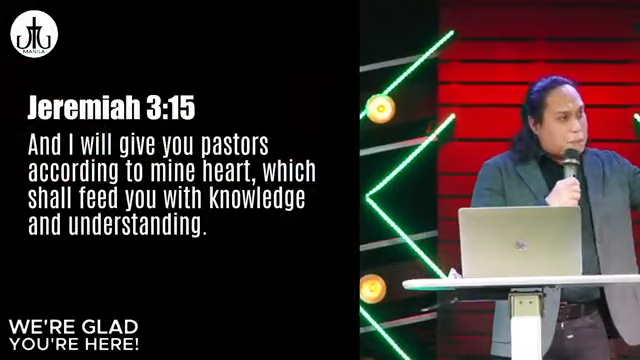 MANILA
Jeremiah 3:15
And I will give you pastors
according to mine heart, which
shall feed you with knowledge
and understanding.
WE'RE GLAD
YOU'RE HERE!